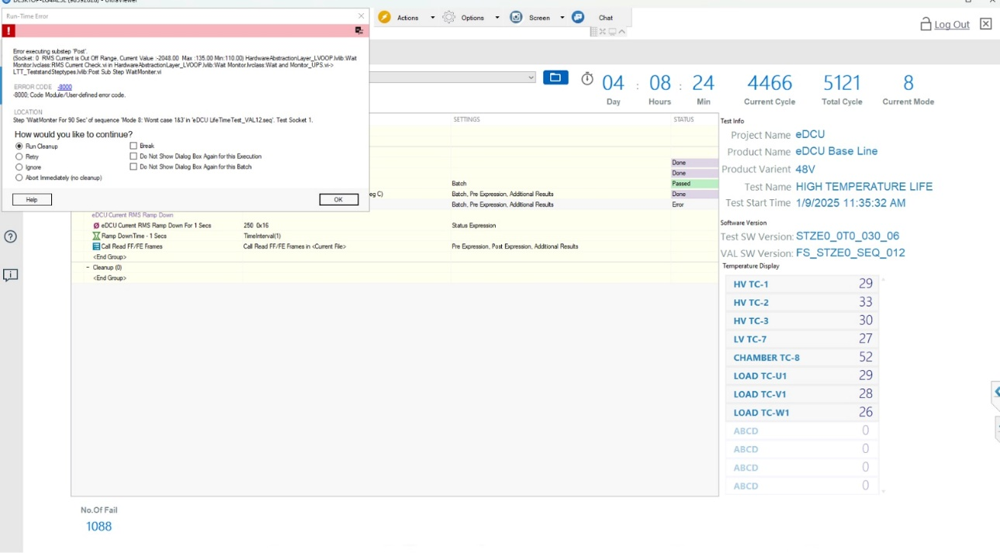 Run-Time Error
Actions
Options
Screen
Chat
Log Out
Error executing substep 'Post'.
(Socket: 0 RMS Current is Out Off Range, Current Value :-2048.00 Max :135.00 Min:110.00) HardwareAbstractionLayer_LVOOP.lvlib:Wait
Monitor.lvclass:RMS Current Check.vi in HardwareAbstractionLayer_LVOOP.lvlib:Wait Monitor.lvclass:Wait and Monitor_UPS.vi->
LTT_TeststandSteptypes.lvlib:Post Sub Step WaitMoniter.vi
ERROR CODE -8000
-8000; Code Module/User-defined error code.
LOCATION
Step 'WaitMoniter For 90 Sec' of sequence 'Mode 8: Worst case 1&3' in 'eDCU LifeTimeTest_VAL12.seq'. Test Socket 1.
How would you like to continue?
Run Cleanup
Retry
Ignore
Abort Immediately (no cleanup)
Break
Do Not Show Dialog Box Again for this Execution
Do Not Show Dialog Box Again for this Batch
Help
OK
04 : 08 : 24
Day Hours Min
4466
Current Cycle
5121
Total Cycle
8
Current Mode
SETTINGS STATUS
Done
Done
Batch Passed
eg C) Batch, Pre Expression, Additional Results Done
Batch, Pre Expression, Additional Results Error
eDCU Current RMS Ramp Down
eDCU Current RMS Ramp Down For 1 Secs 250 0x16 Status Expression
Ramp DownTime - 1 Secs TimeInterval(1)
Call Read FF/FE Frames Call Read FF/FE Frames in <Current File> Pre Expression, Post Expression, Additional Results
<End Group>
- Cleanup (0)
<End Group>
Test Info
Project Name eDCU
Product Name eDCU Base Line
Product Varient 48V
Test Name HIGH TEMPERATURE LIFE
Test Start Time 1/9/2025 11:35:32 AM
Software Version
Test SW Version: STZE0_0T0_030_06
VAL SW Version: FS_STZE0_SEQ_012
Temperature Display
HV TC-1 29
HV TC-2 33
HV TC-3 30
LV TC-7 27
CHAMBER TC-8 52
LOAD TC-U1 29
LOAD TC-V1 28
LOAD TC-W1 26
ABCD 0
ABCD 0
ABCD 0
ABCD 0
No.Of Fail
1088